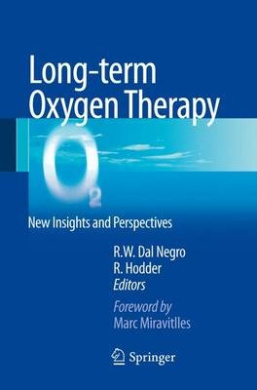 Long-term
Oxygen Therapy
O2
New Insights and Perspectives
R.W. Dal Negro
R. Hodder
Editors
Foreword by
Marc Miravitlles
Springer